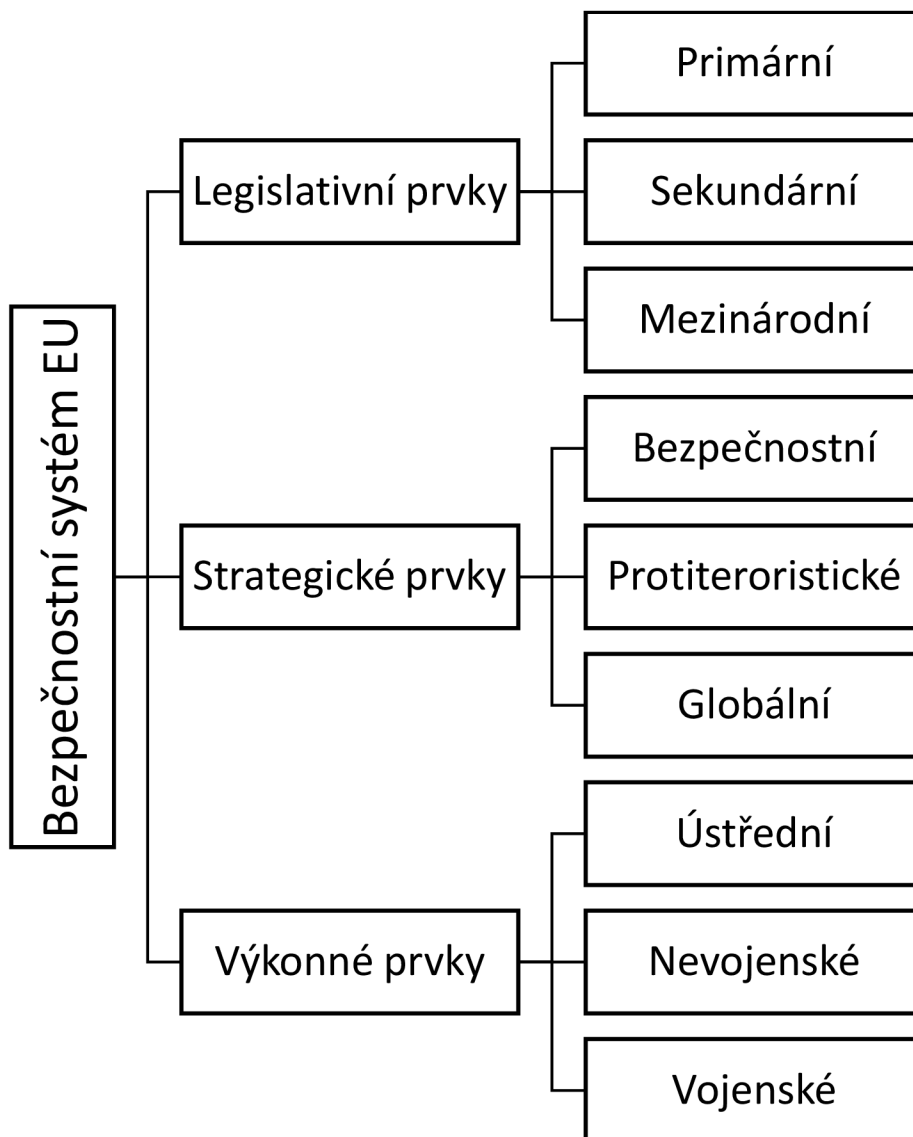 Bezpečnostní systém EU
Legislativní prvky
Primární
Sekundární
Mezinárodní
Strategické prvky
Bezpečnostní
Protiteroristické
Globální
Výkonné prvky
Ústřední
Nevojenské
Vojenské